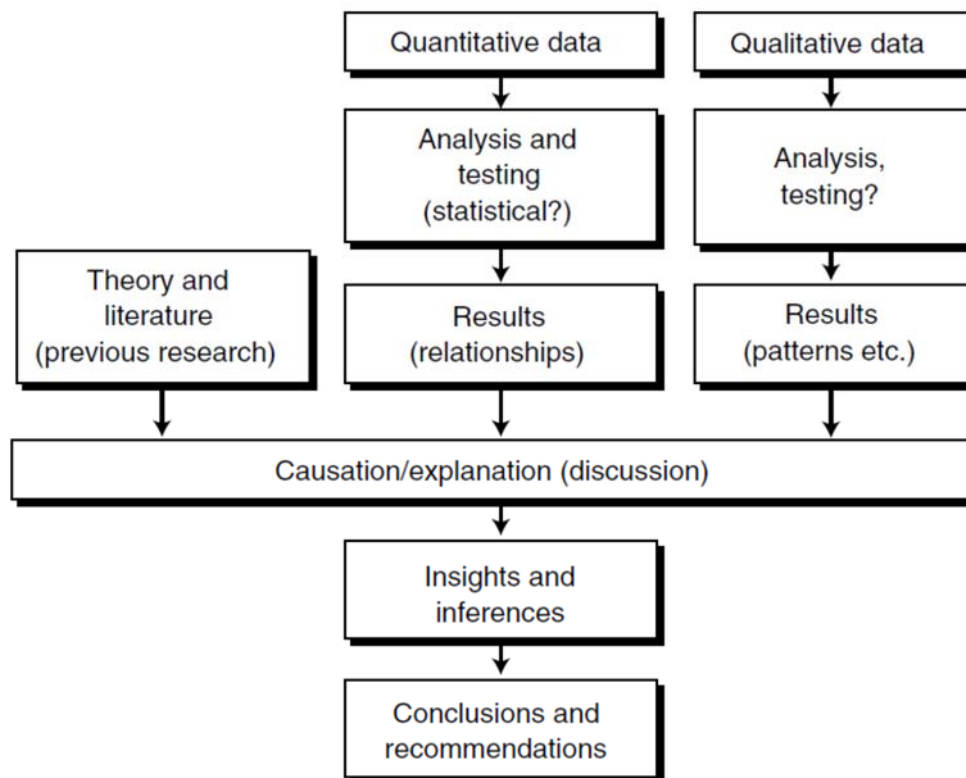 Quantitative data
Qualitative data
Analysis and
testing
(statistical?)
Analysis,
testing?
Theory and
literature
(previous research)
Results
(relationships)
Results
(patterns etc.)
Causation/explanation (discussion)
Insights and
inferences
Conclusions and
recommendations